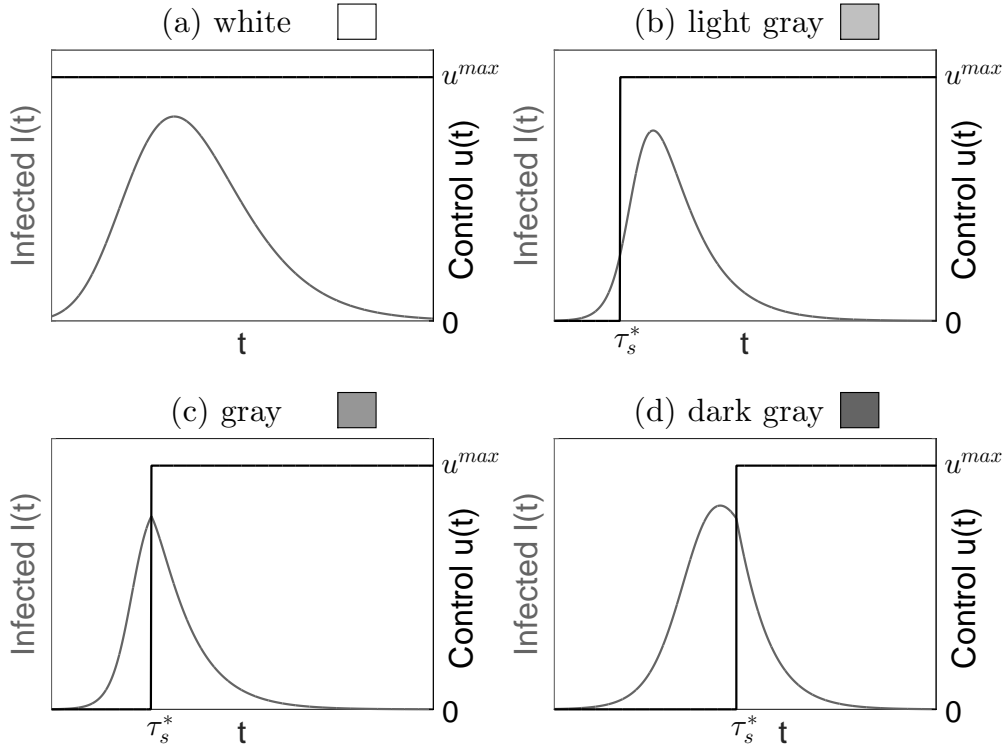 (a) white
Infected I(t)
Control u(t)
u^{max}
0
t
(b) light gray
Infected I(t)
Control u(t)
u^{max}
0
τ_s^*
t
(c) gray
Infected I(t)
Control u(t)
u^{max}
0
τ_s^*
t
(d) dark gray
Infected I(t)
Control u(t)
u^{max}
0
τ_s^*
t